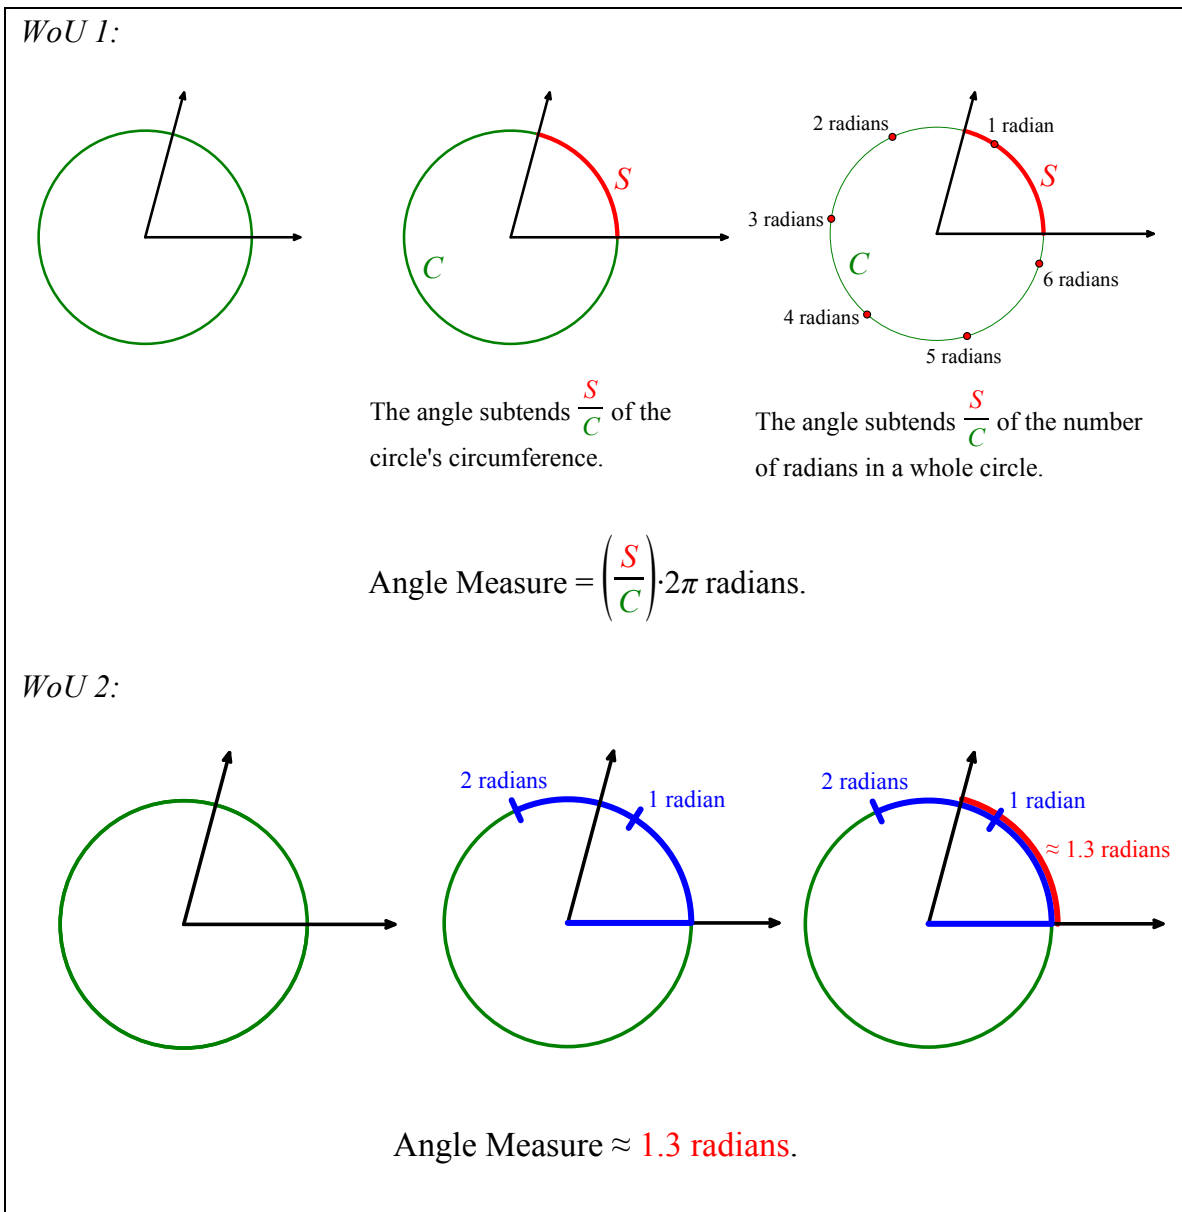 WoU 1:
2 radians
1 radian
S
S
3 radians
C
C
6 radians
4 radians
5 radians
The angle subtends S/C of the
circle's circumference.
The angle subtends S/C of the number
of radians in a whole circle.
Angle Measure = (S/C)·2π radians.
WoU 2:
2 radians
1 radian
2 radians
1 radian
≈ 1.3 radians
Angle Measure ≈ 1.3 radians.